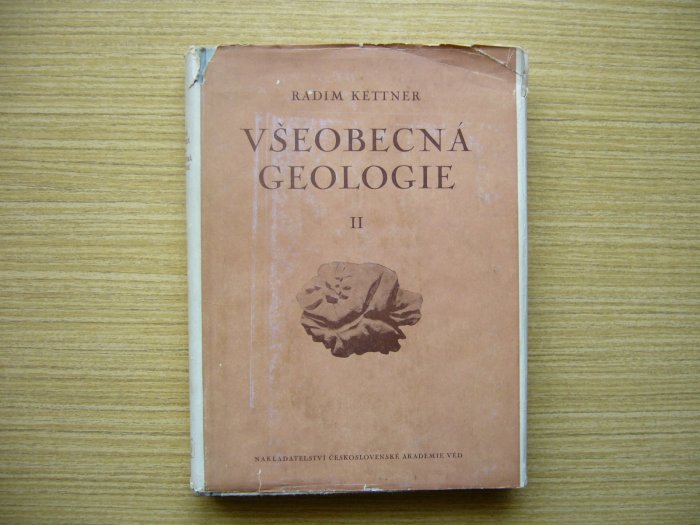 RADIM KETTNER
VŠEOBECNÁ
GEOLOGIE
II
NAKLADATELSTVÍ ČESKOSLOVENSKÉ AKADEMIE VĚD